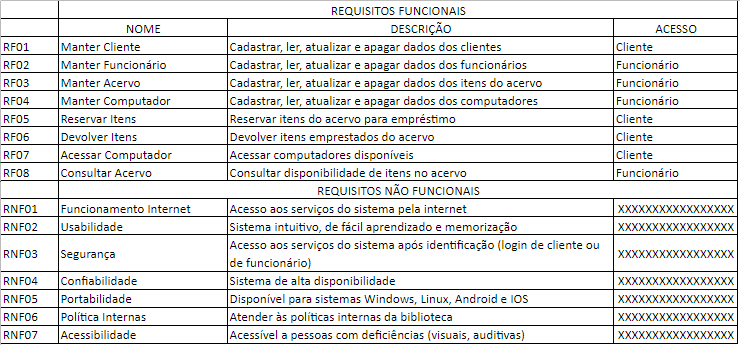 REQUISITOS FUNCIONAIS
NOME DESCRIÇÃO ACESSO
RF01 Manter Cliente Cadastrar, ler, atualizar e apagar dados dos clientes Cliente
RF02 Manter Funcionário Cadastrar, ler, atualizar e apagar dados dos funcionários Funcionário
RF03 Manter Acervo Cadastrar, ler, atualizar e apagar dados dos itens do acervo Funcionário
RF04 Manter Computador Cadastrar, ler, atualizar e apagar dados dos computadores Funcionário
RF05 Reservar Itens Reservar itens do acervo para empréstimo Cliente
RF06 Devolver Itens Devolver itens emprestados do acervo Cliente
RF07 Acessar Computador Acessar computadores disponíveis Cliente
RF08 Consultar Acervo Consultar disponibilidade de itens no acervo Funcionário
REQUISITOS NÃO FUNCIONAIS
RNF01 Funcionamento Internet Acesso aos serviços do sistema pela internet XXXXXXXXXXXXXXXXX
RNF02 Usabilidade Sistema intuitivo, de fácil aprendizado e memorização XXXXXXXXXXXXXXXXX
RNF03 Segurança Acesso aos serviços do sistema após identificação (login de cliente ou
de funcionário) XXXXXXXXXXXXXXXXX
RNF04 Confiabilidade Sistema de alta disponibilidade XXXXXXXXXXXXXXXXX
RNF05 Portabilidade Disponível para sistemas Windows, Linux, Android e IOS XXXXXXXXXXXXXXXXX
RNF06 Política Internas Atender às políticas internas da biblioteca XXXXXXXXXXXXXXXXX
RNF07 Acessibilidade Acessível a pessoas com deficiências (visuais, auditivas) XXXXXXXXXXXXXXXXX